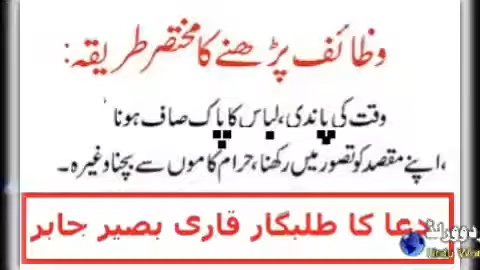 وظائف پڑھنے کا مختصر طریقہ:
وقت کی پابندی، لباس کا پاک صاف ہونا
، اپنے مقصد کو تصور میں رکھنا، حرام کاموں سے بچنا وغیرہ۔
دعا کا طلبگار قاری بصیر جابر